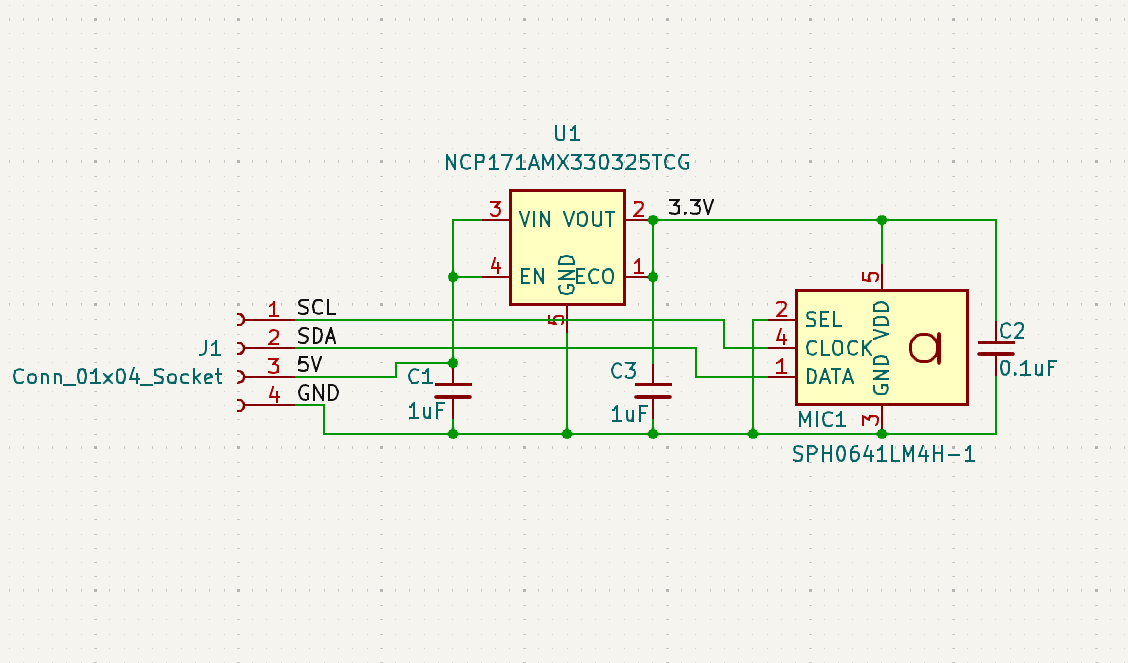 U1
NCP171AMX330325TCG
3 VIN VOUT 2 3.3V
4 EN GND ECO 1
5
J1
Conn_01x04_Socket
1 SCL
2 SDA
3 5V
4 GND
C1
1uF
C3
1uF
5
2 SEL VDD
4 CLOCK
1 DATA GND
3
MIC1
SPH0641LM4H-1
C2
0.1uF